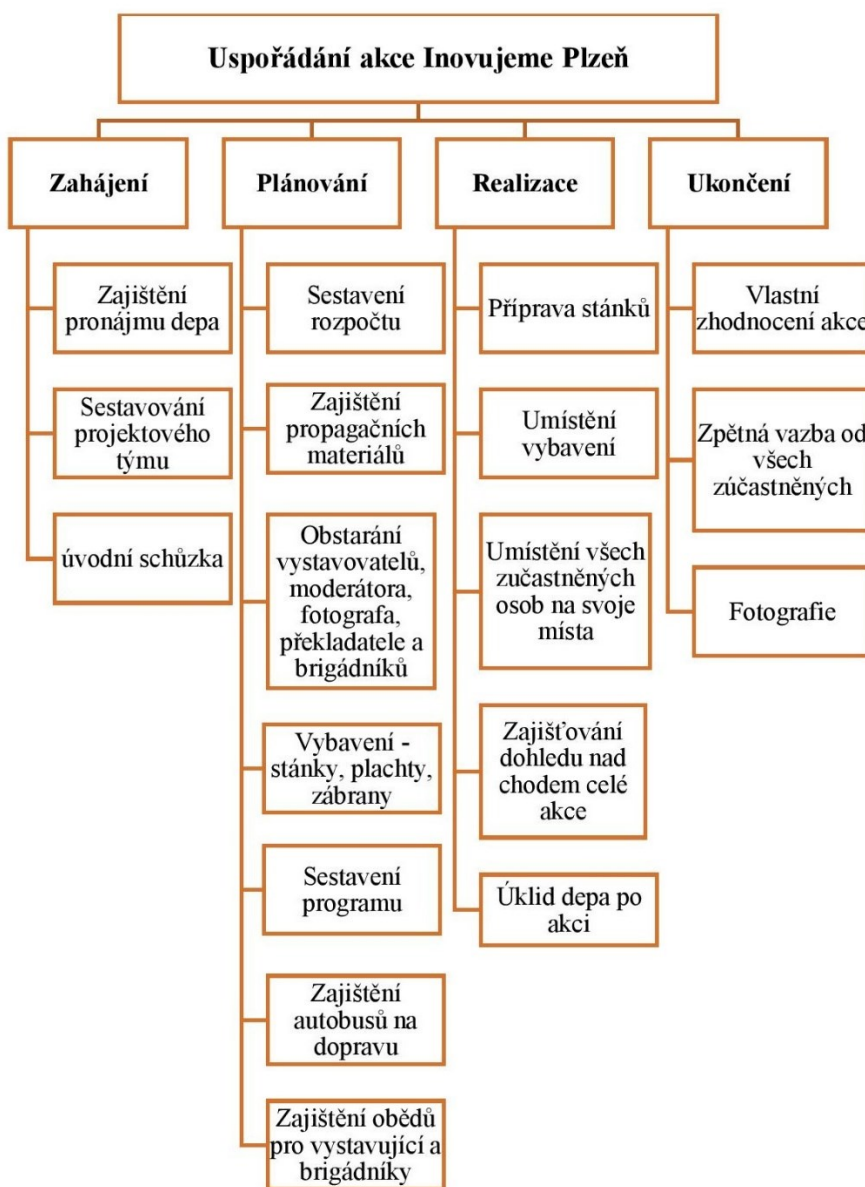 Uspořádání akce Inovujeme Plzeň
Zahájení
Zajištění
pronájmu depa
Sestavování
projektového
týmu
úvodní schůzka
Plánování
Sestavení
rozpočtu
Zajištění
propagačních
materiálů
Obstarání
vystavovatelů,
moderátora,
fotografa,
překladatele a
brigádníků
Vybavení -
stánky, plachty,
zábrany
Sestavení
programu
Zajištění
autobusů na
dopravu
Zajištění obědů
pro vystavující a
brigádníky
Realizace
Příprava stánků
Umístění
vybavení
Umístění všech
zučastněných
osob na svoje
místa
Zajišťování
dohledu nad
chodem celé
akce
Úklid depa po
akci
Ukončení
Vlastní
zhodnocení akce
Zpětná vazba od
všech
zúčastněných
Fotografie